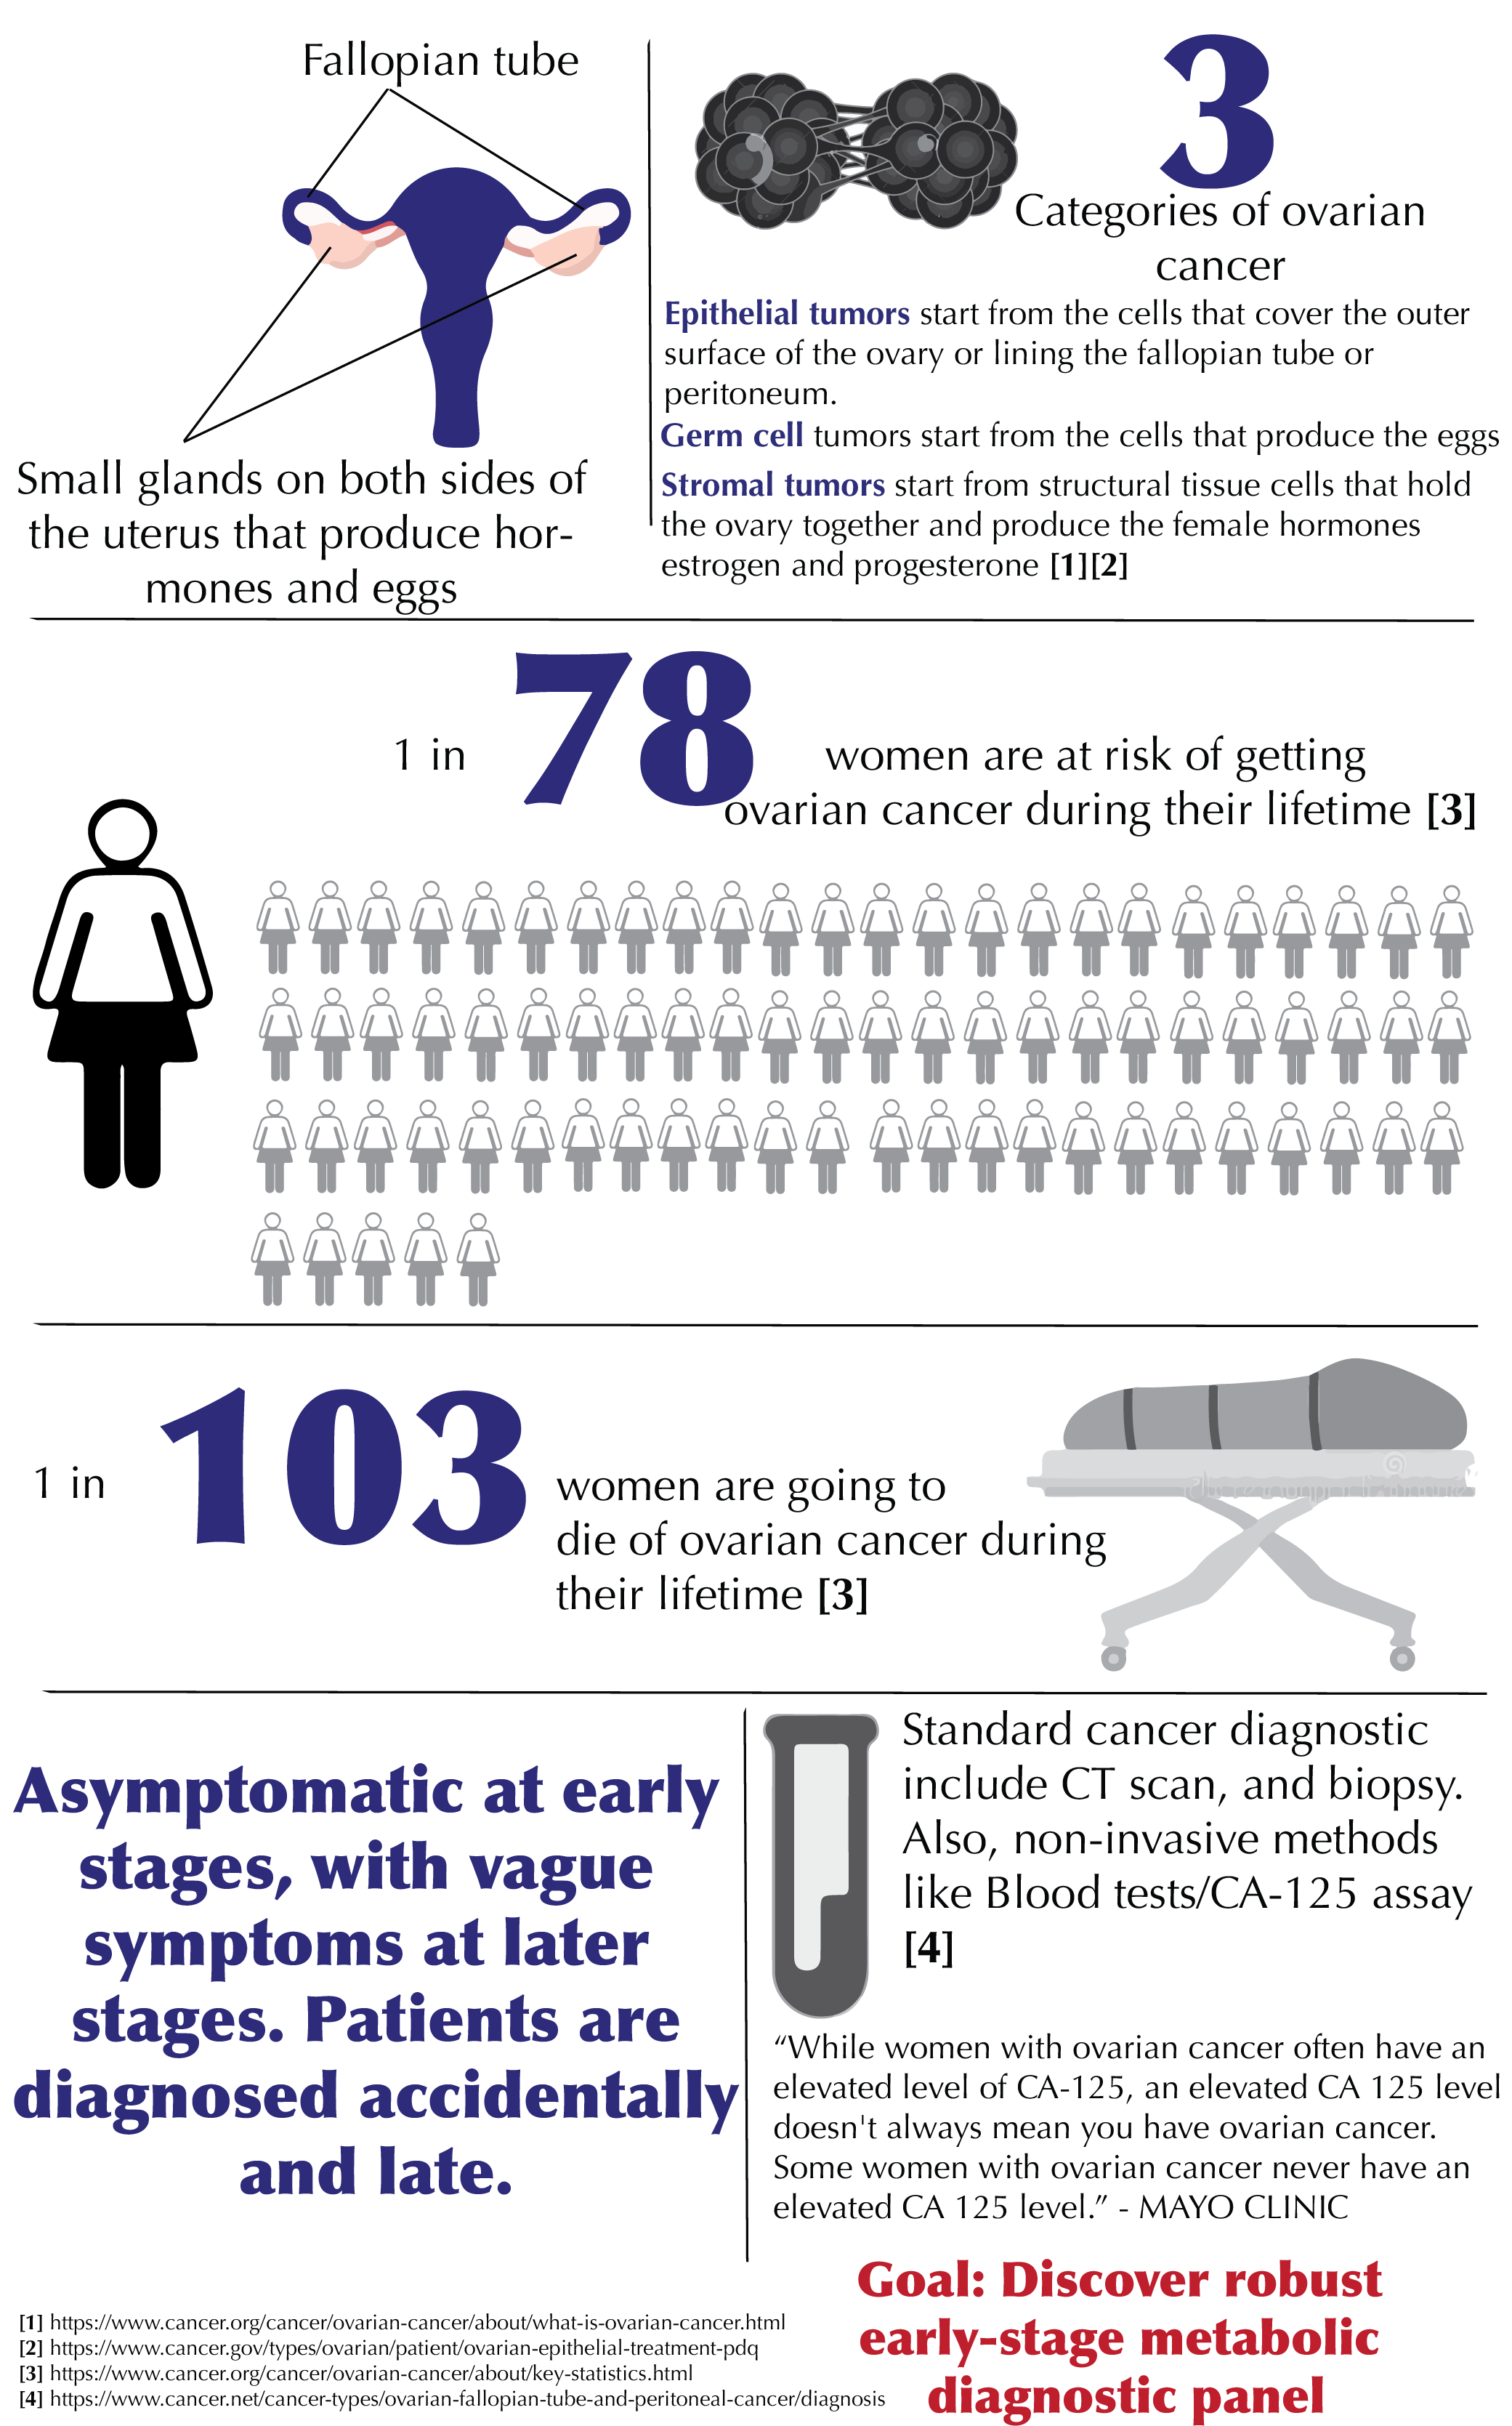 Fallopian tube
Small glands on both sides of
the uterus that produce hor-
mones and eggs
3
Categories of ovarian
cancer
Epithelial tumors start from the cells that cover the outer
surface of the ovary or lining the fallopian tube or
peritoneum.
Germ cell tumors start from the cells that produce the eggs
Stromal tumors start from structural tissue cells that hold
the ovary together and produce the female hormones
estrogen and progesterone [1][2]
1 in 78 women are at risk of getting
ovarian cancer during their lifetime [3]
1 in 103 women are going to
die of ovarian cancer during
their lifetime [3]
Asymptomatic at early
stages, with vague
symptoms at later
stages. Patients are
diagnosed accidentally
and late.
Standard cancer diagnostic
include CT scan, and biopsy.
Also, non-invasive methods
like Blood tests/CA-125 assay
[4]
“While women with ovarian cancer often have an
elevated level of CA-125, an elevated CA 125 level
doesn't always mean you have ovarian cancer.
Some women with ovarian cancer never have an
elevated CA 125 level.” - MAYO CLINIC
Goal: Discover robust
early-stage metabolic
diagnostic panel
[1] https://www.cancer.org/cancer/ovarian-cancer/about/what-is-ovarian-cancer.html
[2] https://www.cancer.gov/types/ovarian/patient/ovarian-epithelial-treatment-pdq
[3] https://www.cancer.org/cancer/ovarian-cancer/about/key-statistics.html
[4] https://www.cancer.net/cancer-types/ovarian-fallopian-tube-and-peritoneal-cancer/diagnosis